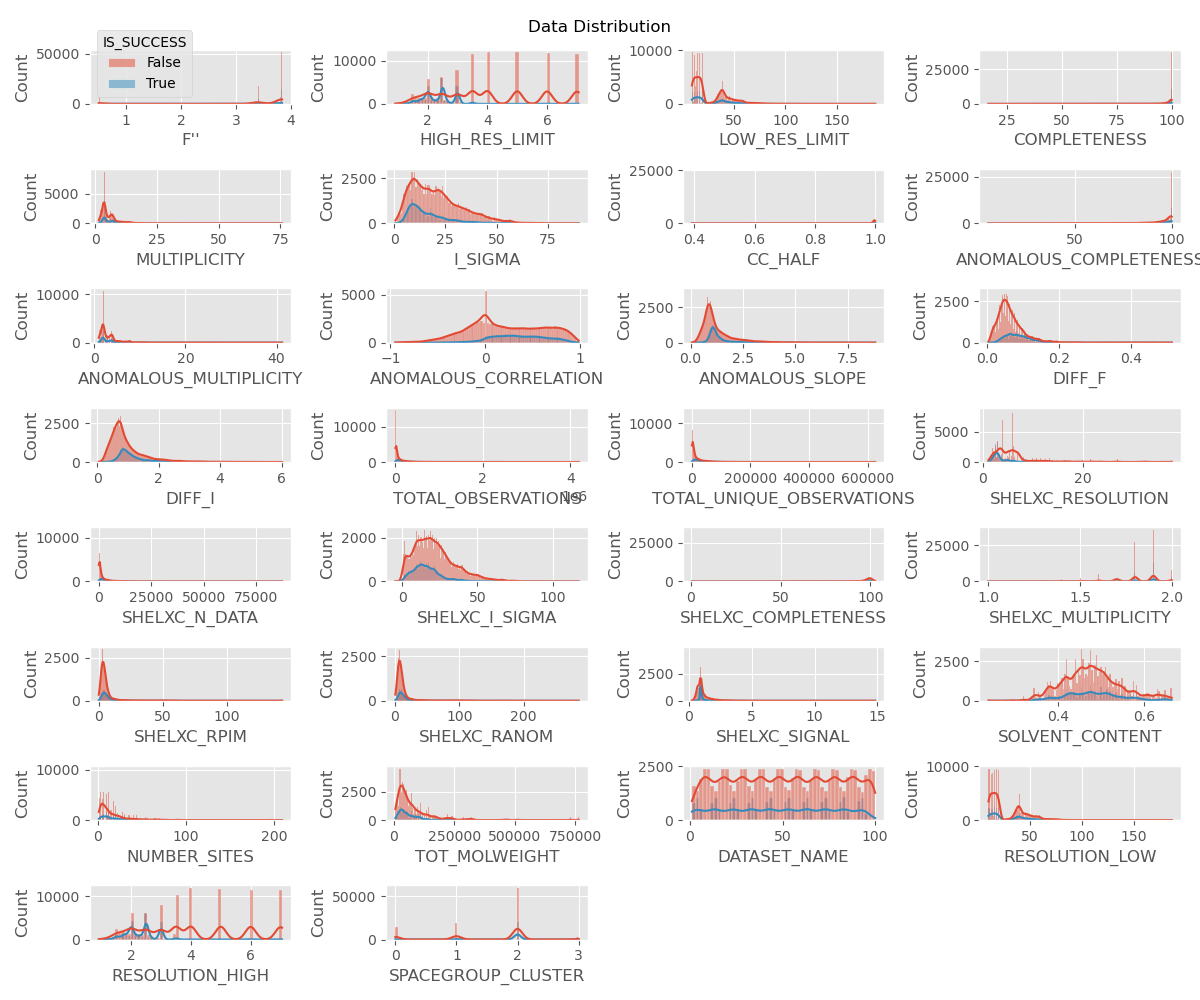 Data Distribution
IS_SUCCESS
False
True
50000
0
Count
1 2 3 4
F''
10000
0
Count
2 4 6
HIGH_RES_LIMIT
10000
0
Count
50 100 150
LOW_RES_LIMIT
25000
0
Count
25 50 75 100
COMPLETENESS
5000
0
Count
0 25 50 75
MULTIPLICITY
2500
0
Count
0 25 50 75
I_SIGMA
25000
0
Count
0.4 0.6 0.8 1.0
CC_HALF
25000
0
Count
50 100
ANOMALOUS_COMPLETENESS
10000
0
Count
0 20 40
ANOMALOUS_MULTIPLICITY
5000
0
Count
−1 0 1
ANOMALOUS_CORRELATION
2500
0
Count
0.0 2.5 5.0 7.5
ANOMALOUS_SLOPE
2500
0
Count
0.0 0.2 0.4
DIFF_F
2500
0
Count
0 2 4 6
DIFF_I
10000
0
Count
0 2 4
1e6
TOTAL_OBSERVATIONS
10000
0
Count
0 200000 400000 600000
TOTAL_UNIQUE_OBSERVATIONS
5000
0
Count
0 20
SHELXC_RESOLUTION
10000
0
Count
0 25000 50000 75000
SHELXC_N_DATA
2000
0
Count
0 50 100
SHELXC_I_SIGMA
25000
0
Count
0 50 100
SHELXC_COMPLETENESS
25000
0
Count
1.0 1.5 2.0
SHELXC_MULTIPLICITY
2500
0
Count
0 50 100
SHELXC_RPIM
2500
0
Count
0 100 200
SHELXC_RANOM
2500
0
Count
0 5 10 15
SHELXC_SIGNAL
2500
0
Count
0.4 0.6
SOLVENT_CONTENT
10000
0
Count
0 100 200
NUMBER_SITES
2500
0
Count
0 250000 500000 750000
TOT_MOLWEIGHT
2500
0
Count
0 50 100
DATASET_NAME
10000
0
Count
50 100 150
RESOLUTION_LOW
10000
0
Count
2 4 6
RESOLUTION_HIGH
50000
0
Count
0 1 2 3
SPACEGROUP_CLUSTER